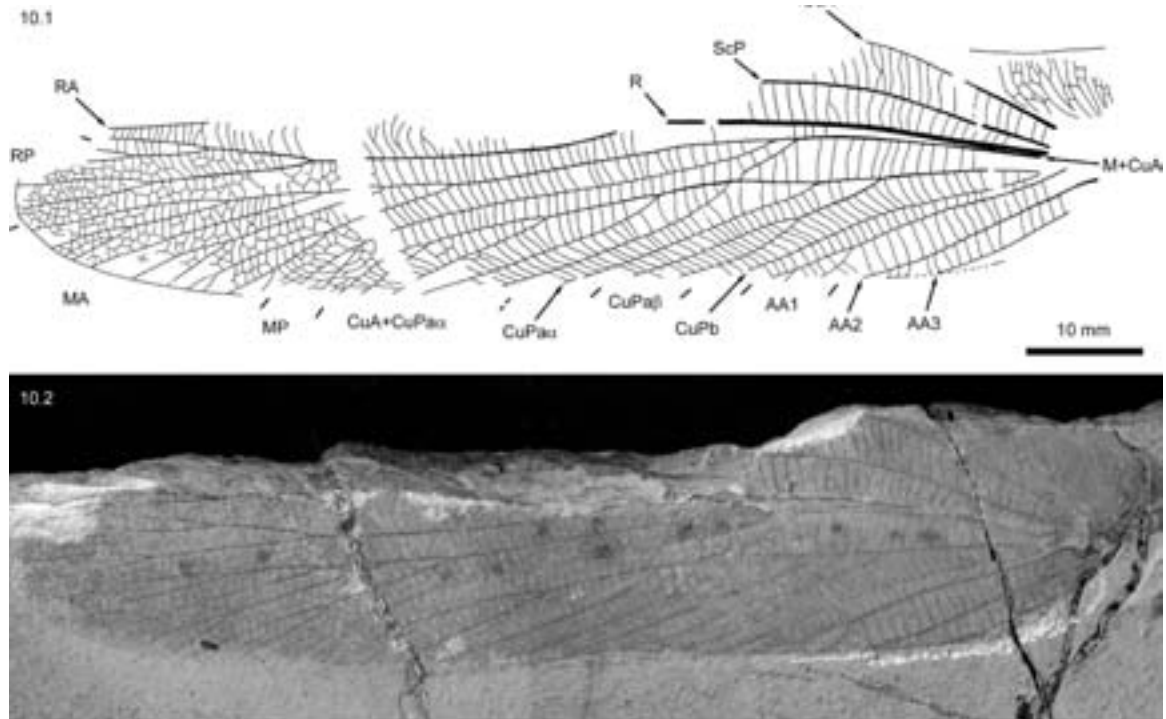 10.1
ScP
RA
R
RP
M+CuA
MA
MP
CuA+CuPaα
CuPaα
CuPaβ
CuPb
AA1
AA2
AA3
10 mm
10.2